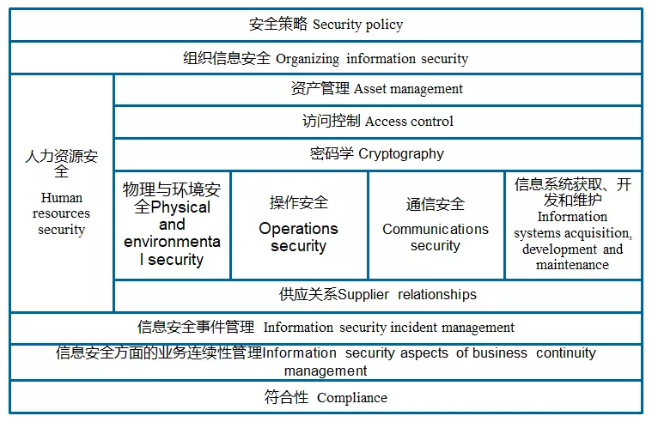 安全策略 Security policy
组织信息安全 Organizing information security
人力资源安
全
Human
resources
security
资产管理 Asset management
访问控制 Access control
密码学 Cryptography
物理与环境安
全Physical
and
environmenta
l security
操作安全
Operations
security
通信安全
Communications
security
信息系统获取、开
发和维护
Information
systems acquisition,
development and
maintenance
供应关系Supplier relationships
信息安全事件管理 Information security incident management
信息安全方面的业务连续性管理Information security aspects of business continuity
management
符合性 Compliance